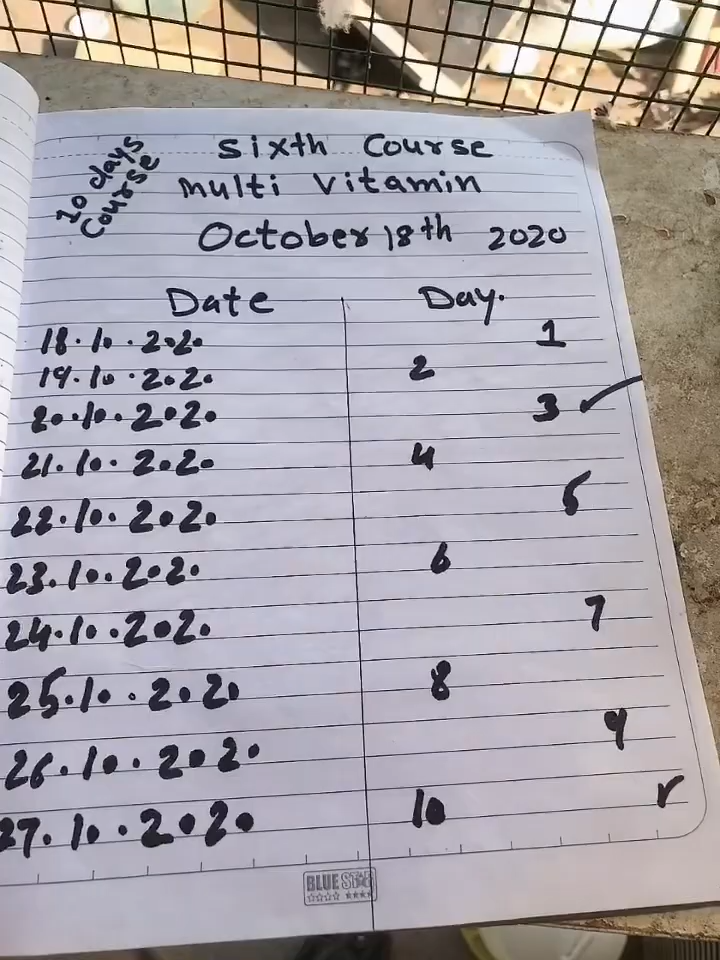 10 days
Course
Sixth Course
Multi Vitamin
October 18th 2020
Date Day.
18.10.2020 1
19.10.2020 2
20.10.2020 3 ✓
21.10.2020 4
22.10.2020 5
23.10.2020 6
24.10.2020 7
25.10.2020 8
26.10.2020 9
27.10.2020 10 ✓
BLUE STAR